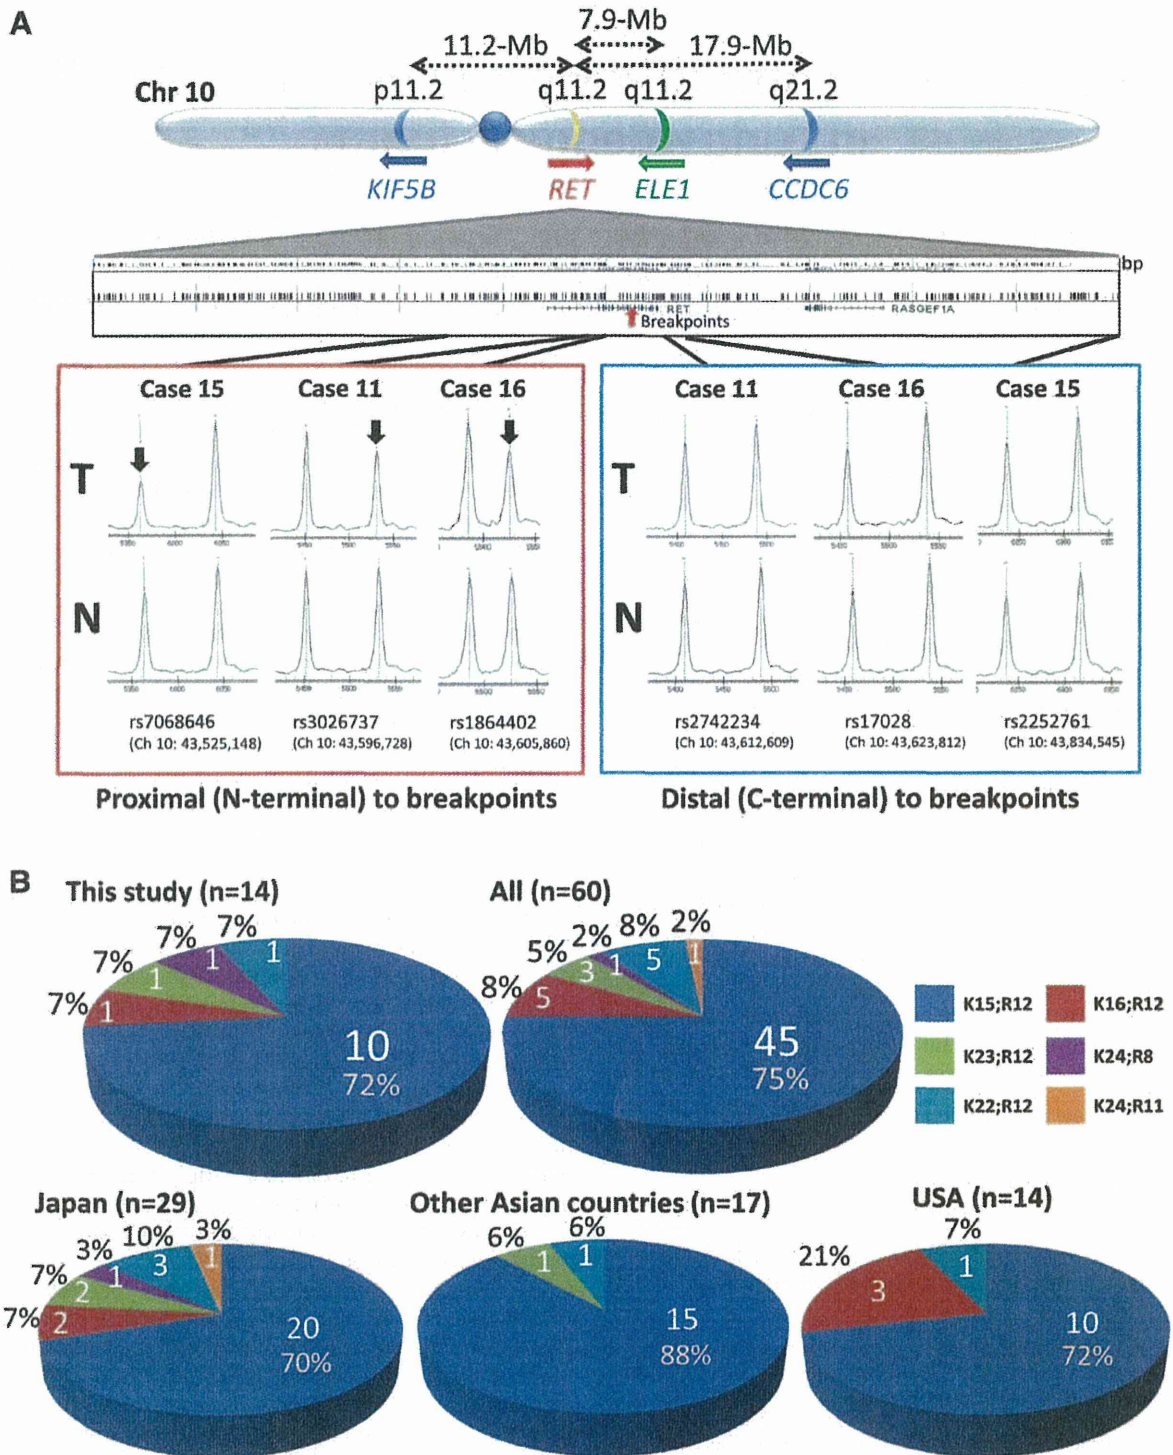 A
7.9-Mb
11.2-Mb
17.9-Mb
Chr 10
p11.2
q11.2
q11.2
q21.2
KIF5B
RET
ELE1
CCDC6
bp
RET
RASGEF1A
Breakpoints
Case 15
Case 11
Case 16
Case 11
Case 16
Case 15
T
T
N
N
rs7068646
(Ch 10: 43,525,148)
rs3026737
(Ch 10: 43,596,728)
rs1864402
(Ch 10: 43,605,860)
rs2742234
(Ch 10: 43,612,609)
rs17028
(Ch 10: 43,623,812)
rs2252761
(Ch 10: 43,834,545)
Proximal (N-terminal) to breakpoints
Distal (C-terminal) to breakpoints
B
This study (n=14)
7%
7%
7%
7%
1
1
1
1
10
72%
All (n=60)
8%
5%
2%
8%
2%
5
3
1
5
1
45
75%
K15;R12
K16;R12
K23;R12
K24;R8
K22;R12
K24;R11
Japan (n=29)
7%
7%
3%
10%
3%
2
2
1
3
1
20
70%
Other Asian countries (n=17)
6%
6%
1
1
15
88%
USA (n=14)
21%
7%
3
1
10
72%